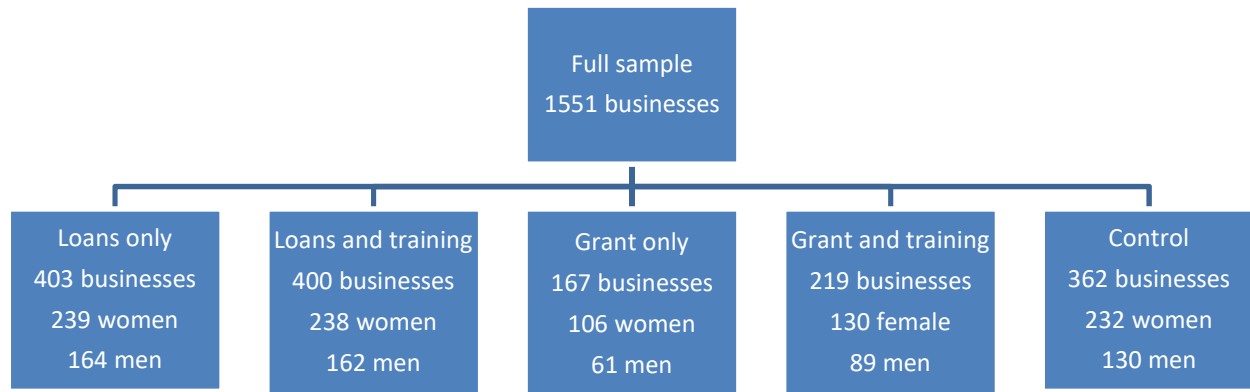 Full sample
1551 businesses
Loans only
403 businesses
239 women
164 men
Loans and training
400 businesses
238 women
162 men
Grant only
167 businesses
106 women
61 men
Grant and training
219 businesses
130 female
89 men
Control
362 businesses
232 women
130 men